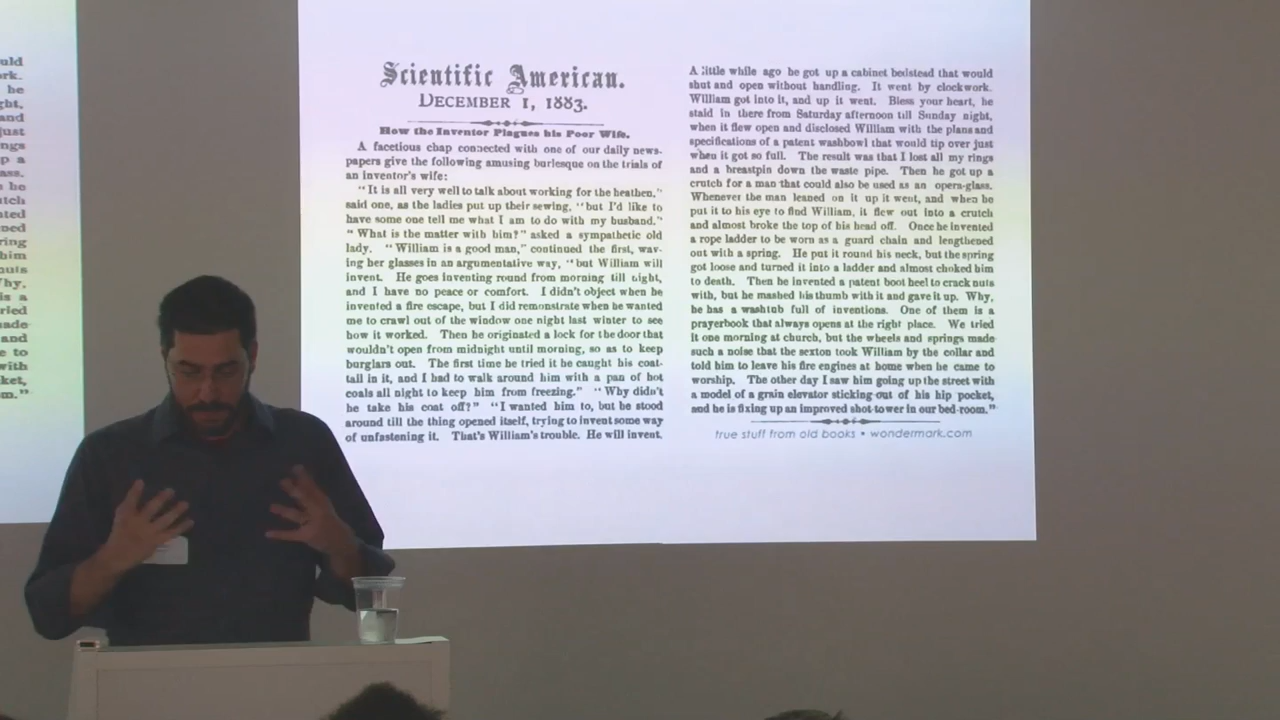 uld
rk.
he
ght,
and
just
ngs
p a
ass.
he
utch
ated
ned
ring
him
nuts
Why,
is a
ried
made
and
e to
with
ket,
m."
Scientific American.
December 1, 1883.
How the Inventor Plagues his Poor Wife.
A facetious chap connected with one of our daily news-
papers give the following amusing burlesque on the trials of
an inventor's wife:
"It is all very well to talk about working for the heathen,"
said one, as the ladies put up their sewing, "but I'd like to
have some one tell me what I am to do with my husband."
"What is the matter with him?" asked a sympathetic old
lady. "William is a good man," continued the first, wav-
ing her glasses in an argumentative way, "but William will
invent. He goes inventing round from morning till night,
and I have no peace or comfort. I didn't object when he
invented a fire escape, but I did remonstrate when he wanted
me to crawl out of the window one night last winter to see
how it worked. Then he originated a lock for the door that
wouldn't open from midnight until morning, so as to keep
burglars out. The first time he tried it he caught his coat-
tail in it, and I had to walk around him with a pan of hot
coals all night to keep him from freezing." "Why didn't
he take his coat off?" "I wanted him to, but he stood
around till the thing opened itself, trying to invent some way
of unfastening it. That's William's trouble. He will invent.
A little while ago he got up a cabinet bedstead that would
shut and open without handling. It went by clockwork.
William got into it, and up it went. Bless your heart, he
staid in there from Saturday afternoon till Sunday night,
when it flew open and disclosed William with the plans and
specifications of a patent washbowl that would tip over just
when it got so full. The result was that I lost all my rings
and a breastpin down the waste pipe. Then he got up a
crutch for a man that could also be used as an opera-glass.
Whenever the man leaned on it up it went, and when he
put it to his eye to find William, it flew out into a crutch
and almost broke the top of his head off. Once he invented
a rope ladder to be worn as a guard chain and lengthened
out with a spring. He put it round his neck, but the spring
got loose and turned it into a ladder and almost choked him
to death. Then he invented a patent boot heel to crack nuts
with, but he mashed his thumb with it and gave it up. Why,
he has a washtub full of inventions. One of them is a
prayerbook that always opens at the right place. We tried
it one morning at church, but the wheels and springs made
such a noise that the sexton took William by the collar and
told him to leave his fire engines at home when he came to
worship. The other day I saw him going up the street with
a model of a grain elevator sticking out of his hip pocket,
and he is fixing up an improved shot-tower in our bed-room."
true stuff from old books • wondermark.com